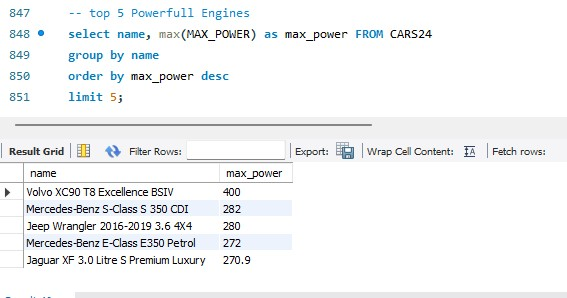 847 -- top 5 Powerfull Engines
848 select name, max(MAX_POWER) as max_power FROM CARS24
849 group by name
850 order by max_power desc
851 limit 5;
Result Grid Filter Rows: Export: Wrap Cell Content: Fetch rows:
name max_power
Volvo XC90 T8 Excellence BSIV 400
Mercedes-Benz S-Class S 350 CDI 282
Jeep Wrangler 2016-2019 3.6 4X4 280
Mercedes-Benz E-Class E350 Petrol 272
Jaguar XF 3.0 Litre S Premium Luxury 270.9